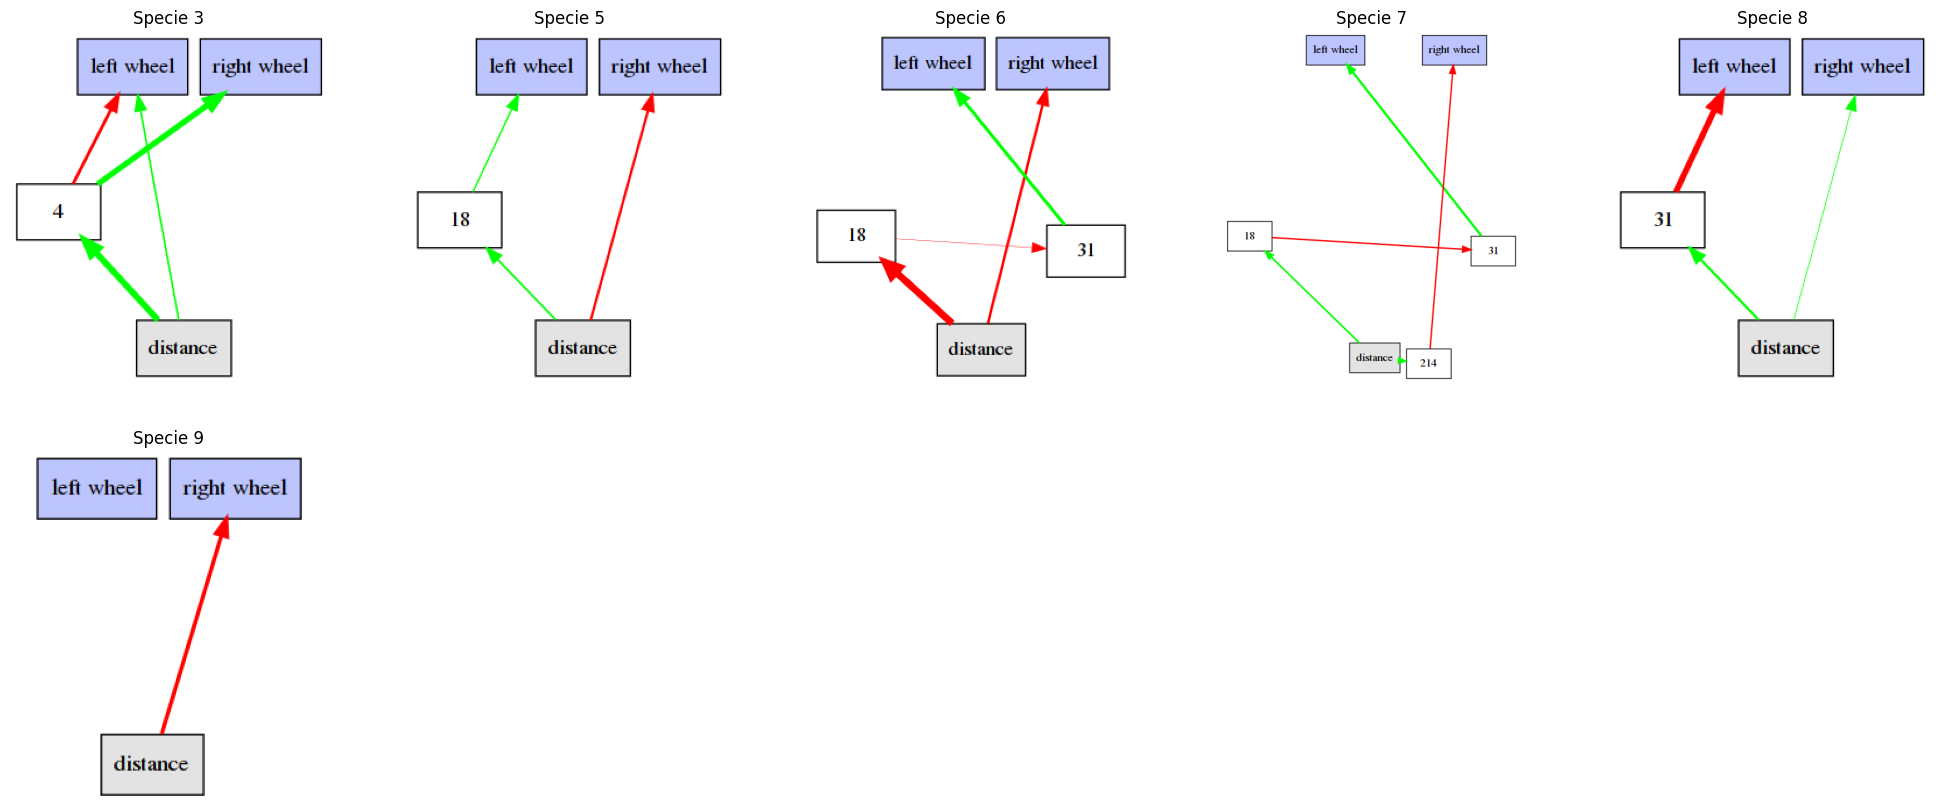 Specie 3
left wheel
right wheel
4
distance
Specie 5
left wheel
right wheel
18
distance
Specie 6
left wheel
right wheel
18
31
distance
Specie 7
left wheel
right wheel
18
31
distance
214
Specie 8
left wheel
right wheel
31
distance
Specie 9
left wheel
right wheel
distance